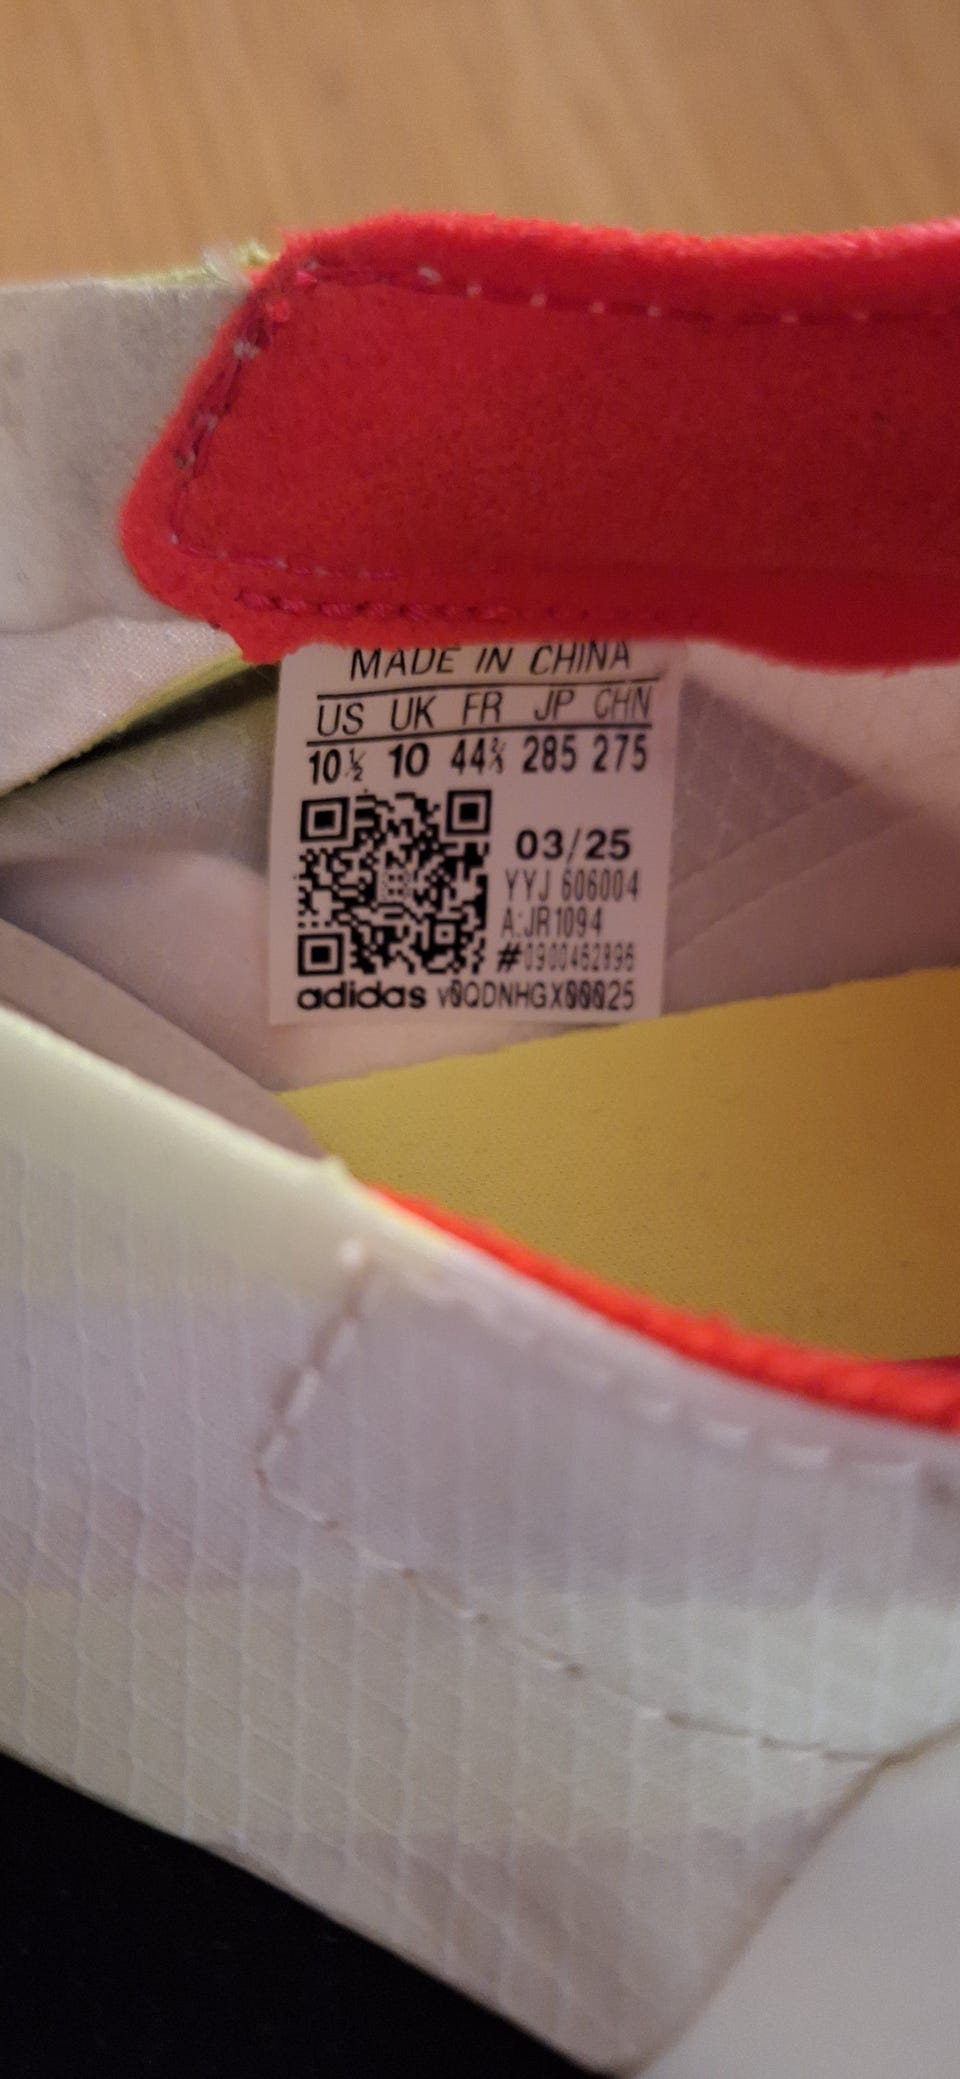 MADE IN CHINA
US UK FR JP CHN
10½ 10 44⅔ 285 275
03/25
YYJ 606004
A:JR1094
#0900462896
adidas v0QDNHGX00025